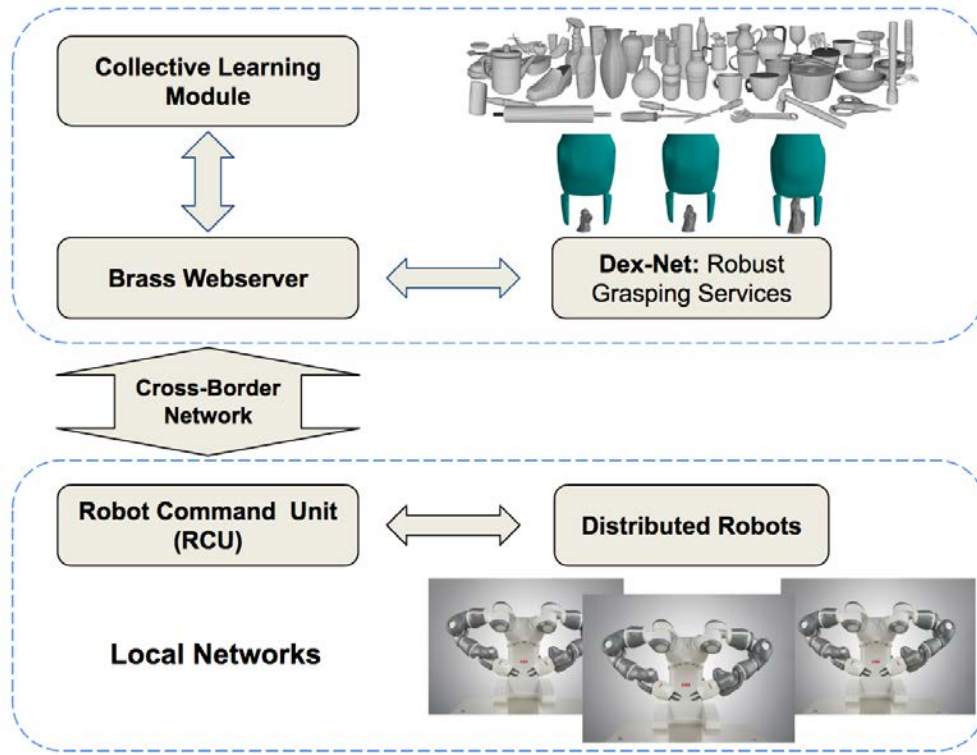 Collective Learning
Module
Brass Webserver
Dex-Net: Robust
Grasping Services
Cross-Border
Network
Robot Command Unit
(RCU)
Distributed Robots
Local Networks
ABB